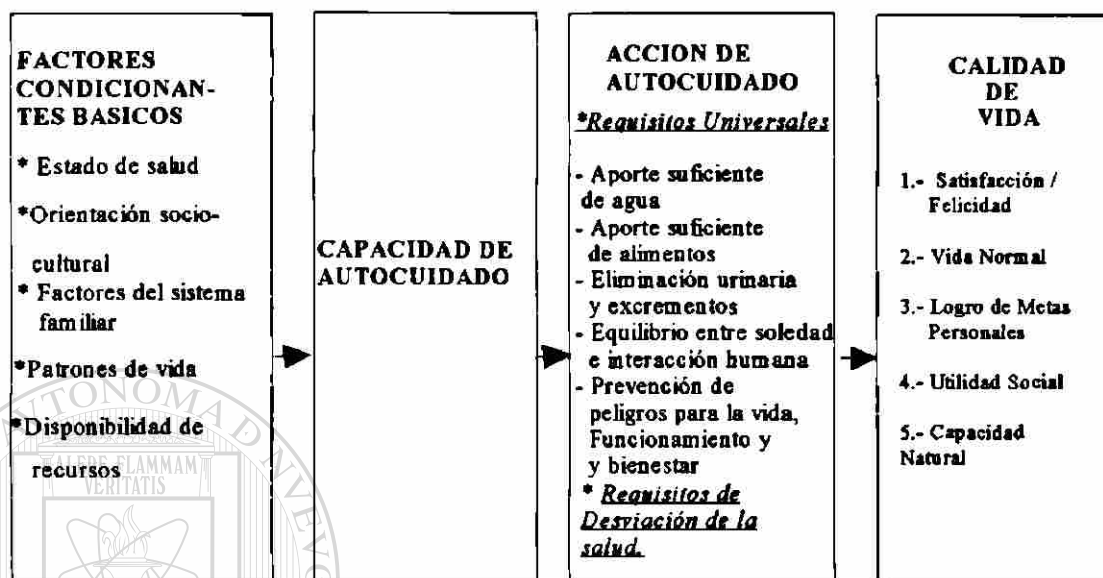 FACTORES
CONDICIONAN-
TES BASICOS
* Estado de salud
*Orientación socio-
cultural
* Factores del sistema
familiar
*Patrones de vida
*Disponibilidad de
recursos
CAPACIDAD DE
AUTOCUIDADO
ACCION DE
AUTOCUIDADO
*Requisitos Universales
- Aporte suficiente
de agua
- Aporte suficiente
de alimentos
- Eliminación urinaria
y excrementos
- Equilibrio entre soledad
e interacción humana
- Prevención de
peligros para la vida,
Funcionamiento y
y bienestar
* Requisitos de
Desviación de la
salud.
CALIDAD
DE
VIDA
1.- Satisfacción /
Felicidad
2.- Vida Normal
3.- Logro de Metas
Personales
4.- Utilidad Social
5.- Capacidad
Natural
ALERE FLAMMAM
VERITATIS